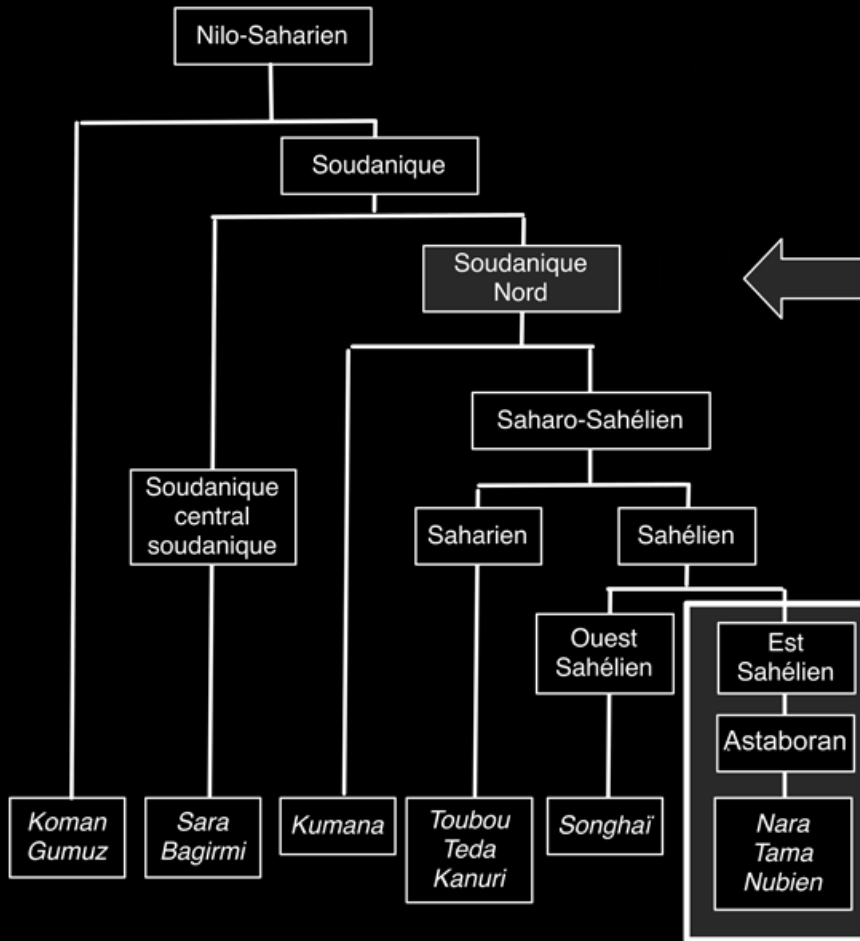 Nilo-Saharien
Soudanique
Soudanique
Nord
Saharo-Sahélien
Soudanique
central
soudanique
Saharien
Sahélien
Ouest
Sahélien
Est
Sahélien
Astaboran
Koman
Gumuz
Sara
Bagirmi
Kumana
Toubou
Teda
Kanuri
Songhaï
Nara
Tama
Nubien